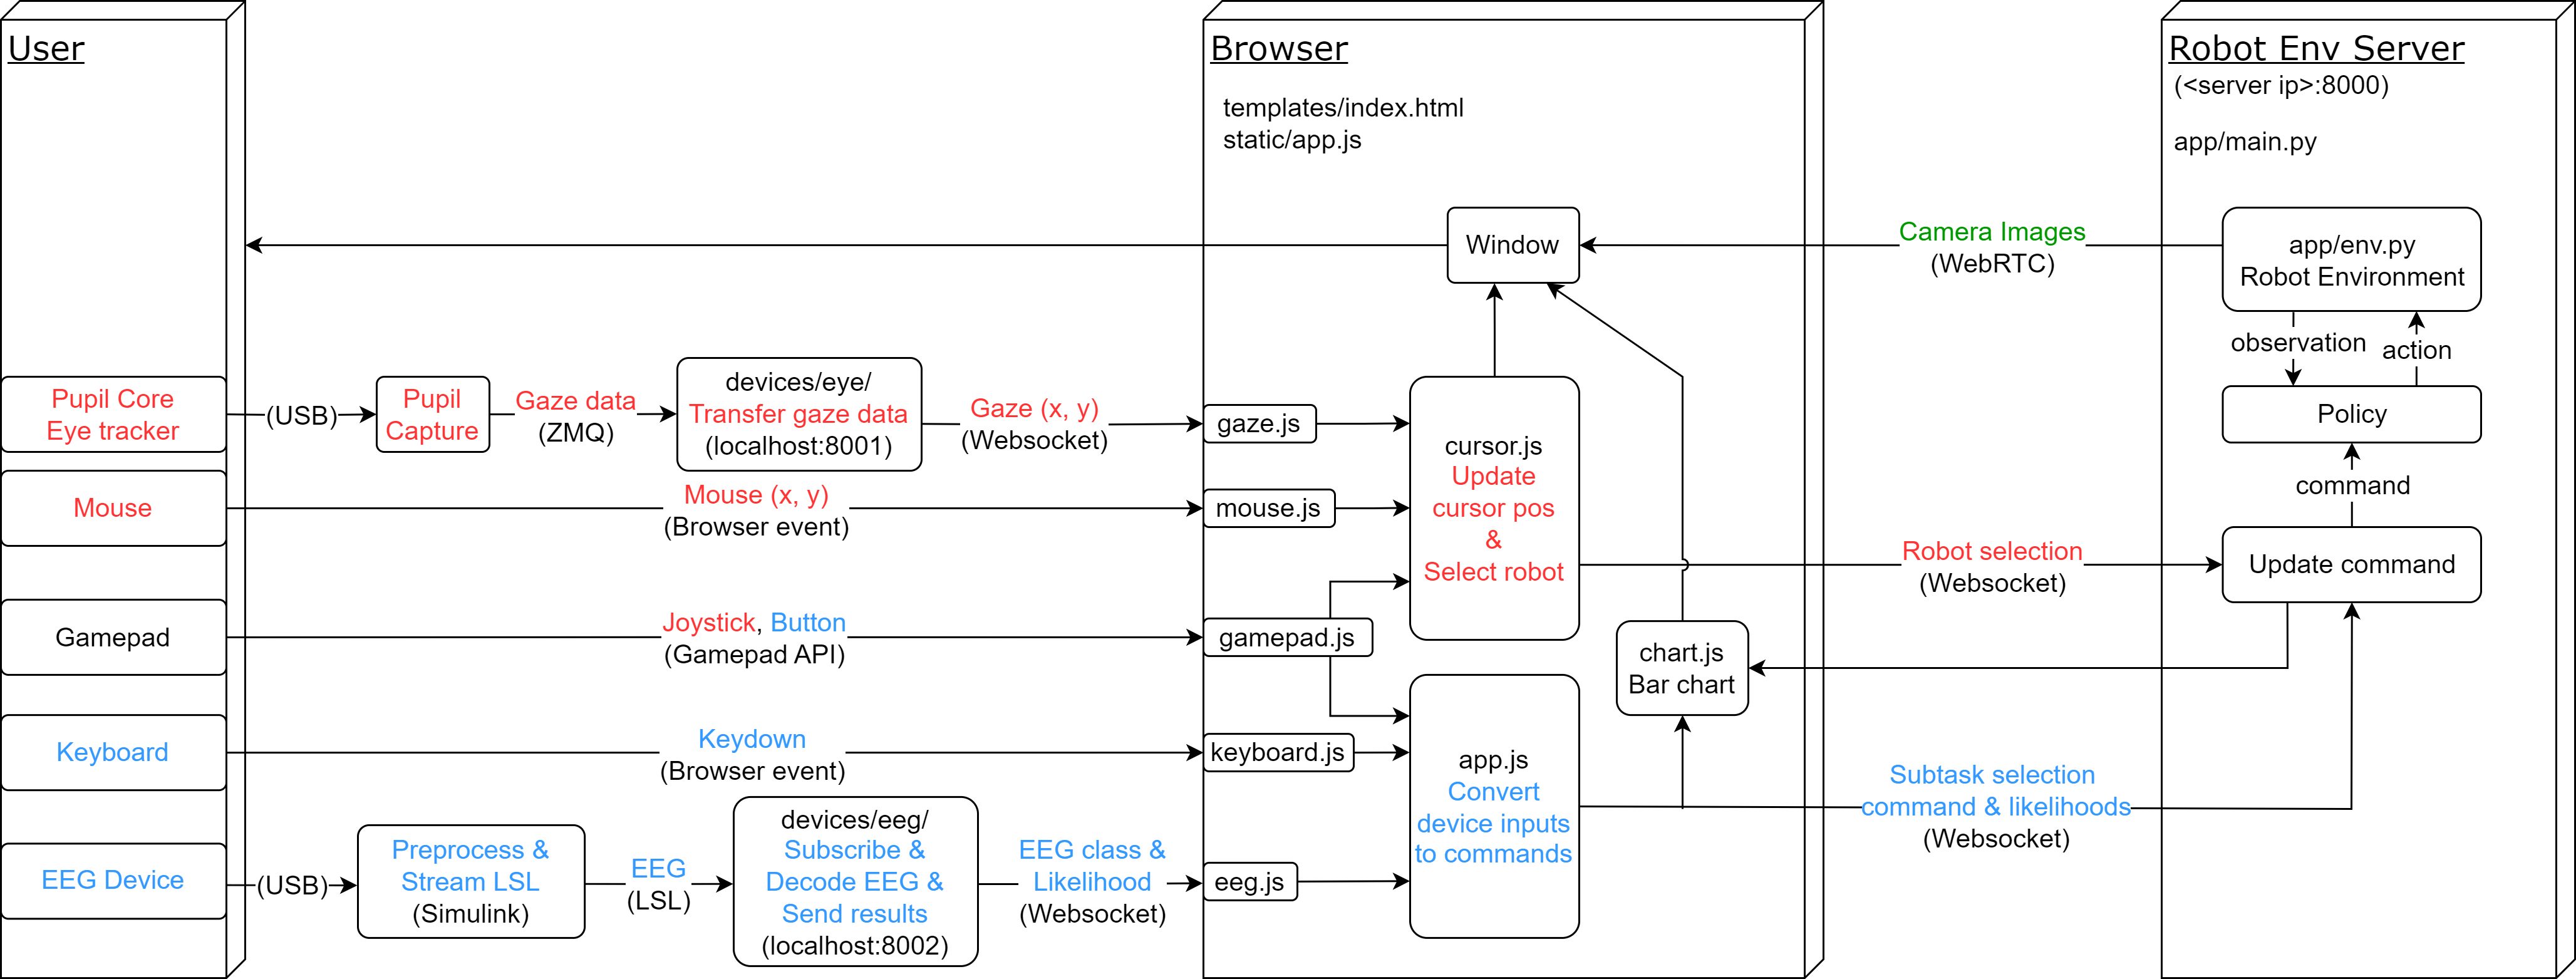 User
Pupil Core
Eye tracker
Mouse
Gamepad
Keyboard
EEG Device
(USB)
Pupil
Capture
Gaze data
(ZMQ)
devices/eye/
Transfer gaze data
(localhost:8001)
Gaze (x, y)
(Websocket)
Mouse (x, y)
(Browser event)
Joystick, Button
(Gamepad API)
Keydown
(Browser event)
(USB)
Preprocess &
Stream LSL
(Simulink)
EEG
(LSL)
devices/eeg/
Subscribe &
Decode EEG &
Send results
(localhost:8002)
EEG class &
Likelihood
(Websocket)
Browser
templates/index.html
static/app.js
Window
gaze.js
mouse.js
gamepad.js
keyboard.js
eeg.js
cursor.js
Update
cursor pos
&
Select robot
app.js
Convert
device inputs
to commands
chart.js
Bar chart
Camera Images
(WebRTC)
Robot selection
(Websocket)
Subtask selection
command & likelihoods
(Websocket)
Robot Env Server
(<server ip>:8000)
app/main.py
app/env.py
Robot Environment
observation
action
Policy
command
Update command